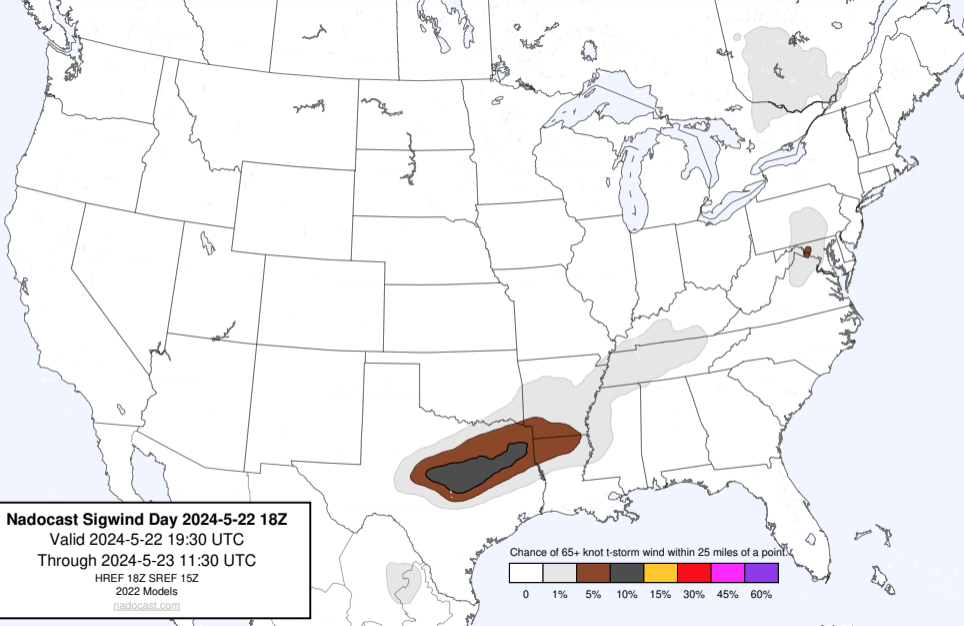 Nadocast Sigwind Day 2024-5-22 18Z
Valid 2024-5-22 19:30 UTC
Through 2024-5-23 11:30 UTC
HREF 18Z SREF 15Z
2022 Models
nadocast.com
Chance of 65+ knot t-storm wind within 25 miles of a point.
0 1% 5% 10% 15% 30% 45% 60%